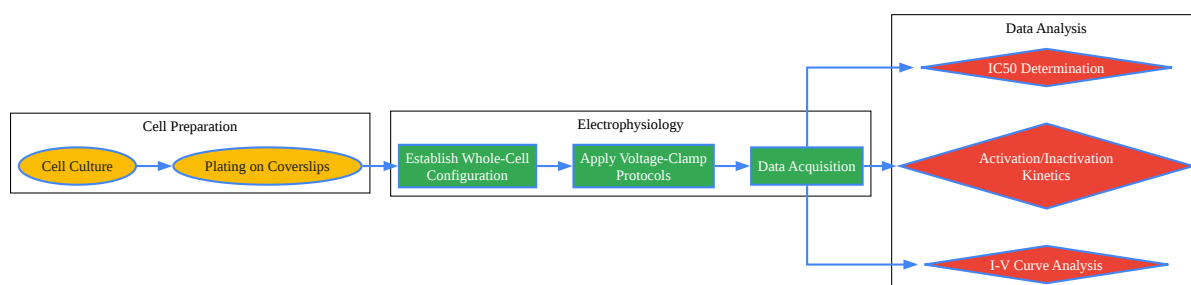 Cell Preparation
Cell Culture
Plating on Coverslips
Electrophysiology
Establish Whole-Cell
Configuration
Apply Voltage-Clamp
Protocols
Data Acquisition
Data Analysis
IC50 Determination
Activation/Inactivation
Kinetics
I-V Curve Analysis